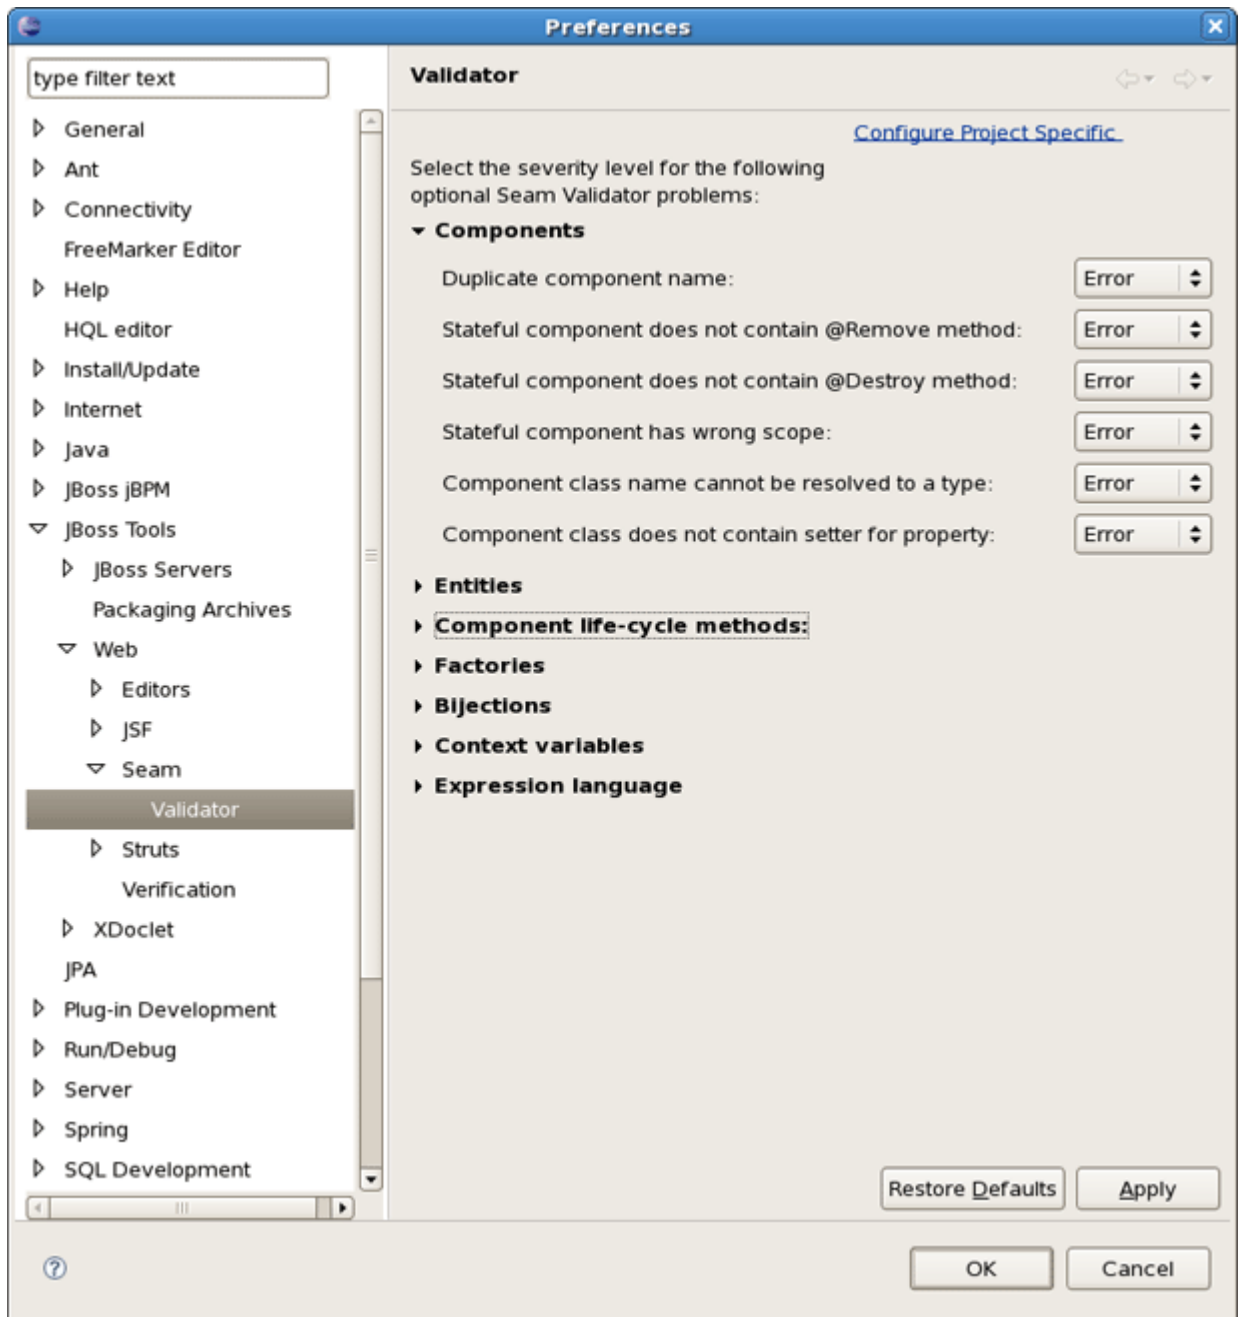 Preferences
type filter text
General
Ant
Connectivity
FreeMarker Editor
Help
HQL editor
Install/Update
Internet
Java
JBoss jBPM
JBoss Tools
JBoss Servers
Packaging Archives
Web
Editors
JSF
Seam
Validator
Struts
Verification
XDoclet
JPA
Plug-in Development
Run/Debug
Server
Spring
SQL Development
Validator
Configure Project Specific
Select the severity level for the following
optional Seam Validator problems:
Components
Duplicate component name: Error
Stateful component does not contain @Remove method: Error
Stateful component does not contain @Destroy method: Error
Stateful component has wrong scope: Error
Component class name cannot be resolved to a type: Error
Component class does not contain setter for property: Error
Entities
Component life-cycle methods:
Factories
Bijections
Context variables
Expression language
Restore Defaults Apply
? OK Cancel